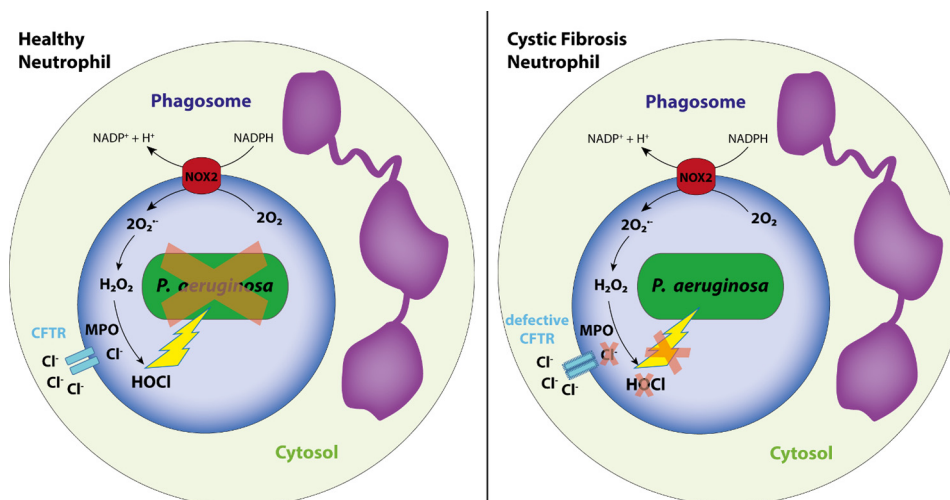 Healthy
Neutrophil
Phagosome
NADP⁺ + H⁺
NADPH
NOX2
2O₂˙⁻
2O₂
H₂O₂
P. aeruginosa
CFTR
MPO
Cl⁻
Cl⁻
Cl⁻
Cl⁻
HOCl
Cytosol
Cystic Fibrosis
Neutrophil
Phagosome
NADP⁺ + H⁺
NADPH
NOX2
2O₂˙⁻
2O₂
H₂O₂
P. aeruginosa
defective
CFTR
MPO
Cl⁻
Cl⁻
Cl⁻
Cl⁻
HOCl
Cytosol